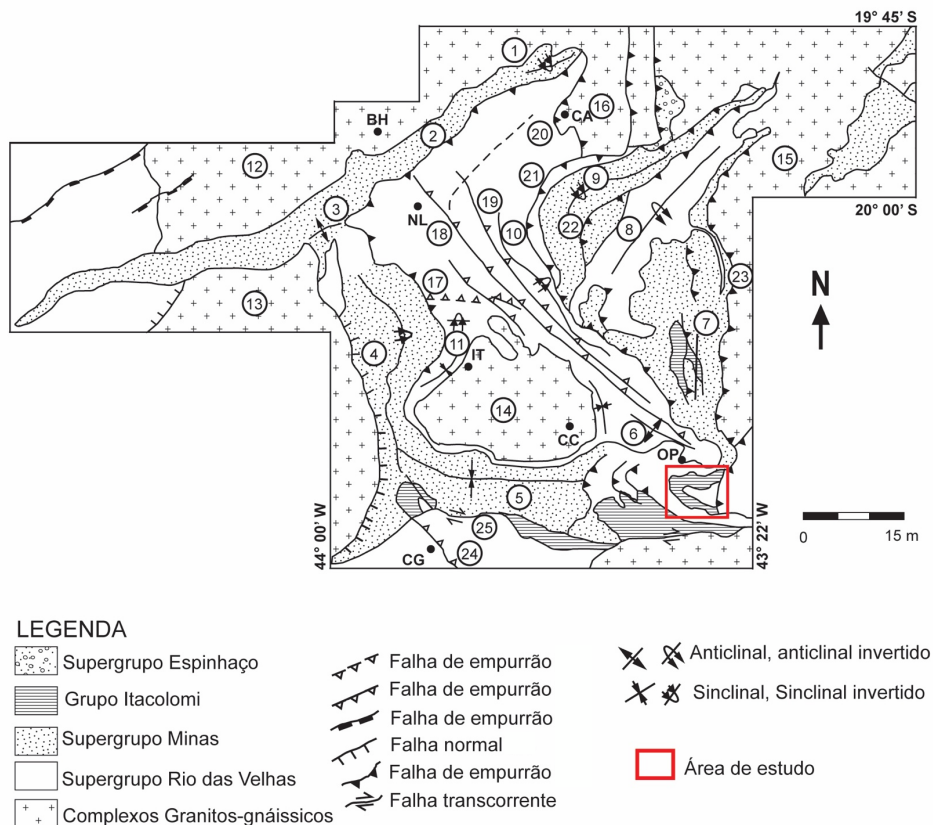 19° 45' S
1
BH
2
CA
16
20
12
15
21
9
3
NL
19
20° 00' S
18
10
22
8
23
N
17
13
7
11
4
IT
14
CC
6
OP
5
44° 00' W
43° 22' W
25
0
15 m
CG
24
LEGENDA
Supergrupo Espinhaço
Grupo Itacolomi
Supergrupo Minas
Supergrupo Rio das Velhas
Complexos Granitos-gnáissicos
Falha de empurrão
Falha de empurrão
Falha de empurrão
Falha normal
Falha de empurrão
Falha transcorrente
Anticlinal, anticlinal invertido
Sinclinal, Sinclinal invertido
Área de estudo